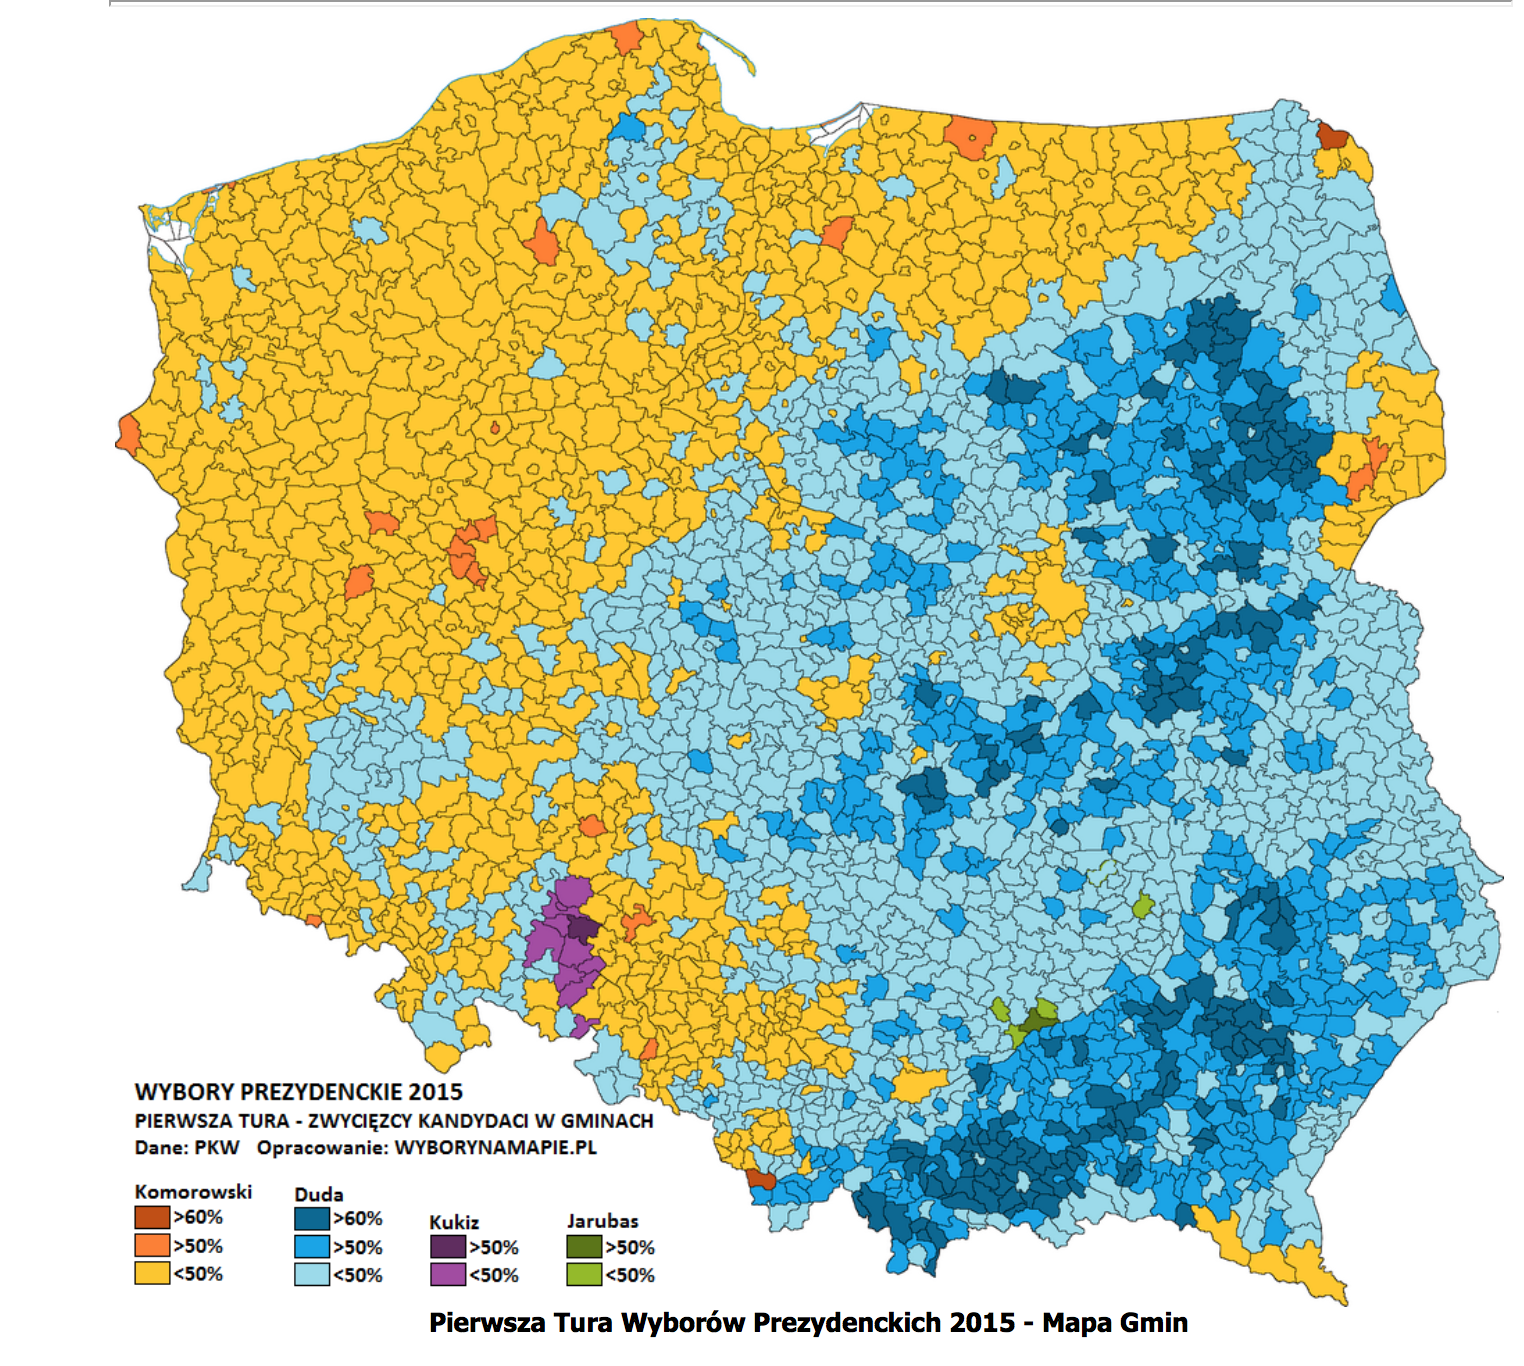 WYBORY PREZYDENCKIE 2015
PIERWSZA TURA - ZWYCIĘZCY KANDYDACI W GMINACH
Dane: PKW Opracowanie: WYBORYNAMAPIE.PL
Komorowski
>60%
>50%
<50%
Duda
>60%
>50%
<50%
Kukiz
>50%
<50%
Jarubas
>50%
<50%
Pierwsza Tura Wyborów Prezydenckich 2015 - Mapa Gmin